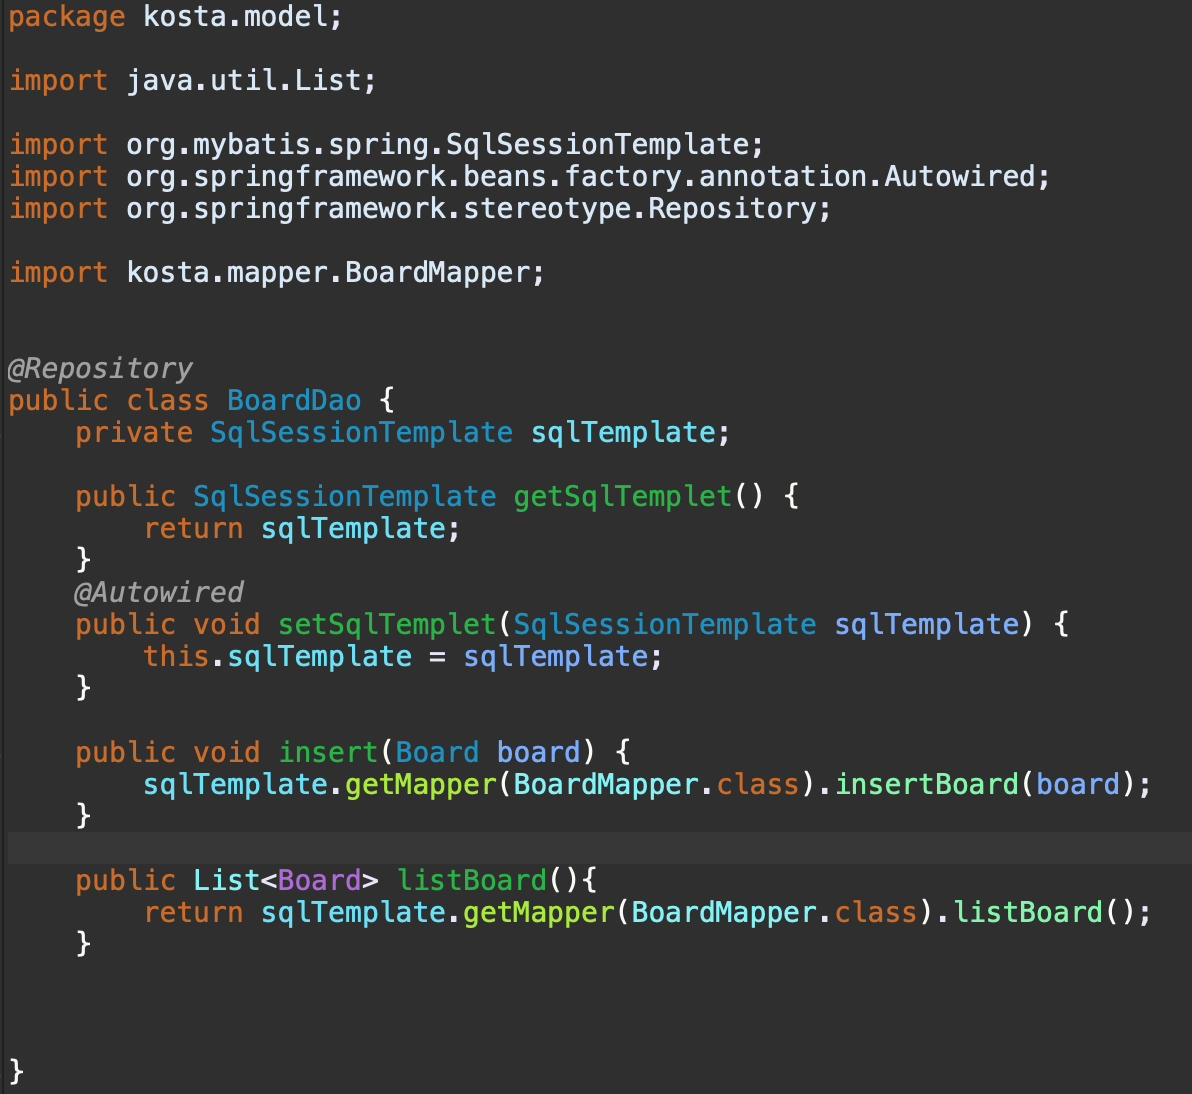 package kosta.model;
import java.util.List;
import org.mybatis.spring.SqlSessionTemplate;
import org.springframework.beans.factory.annotation.Autowired;
import org.springframework.stereotype.Repository;
import kosta.mapper.BoardMapper;
@Repository
public class BoardDao {
    private SqlSessionTemplate sqlTemplate;
    public SqlSessionTemplate getSqlTemplet() {
        return sqlTemplate;
    }
    @Autowired
    public void setSqlTemplet(SqlSessionTemplate sqlTemplate) {
        this.sqlTemplate = sqlTemplate;
    }
    public void insert(Board board) {
        sqlTemplate.getMapper(BoardMapper.class).insertBoard(board);
    }
    public List<Board> listBoard(){
        return sqlTemplate.getMapper(BoardMapper.class).listBoard();
    }
}